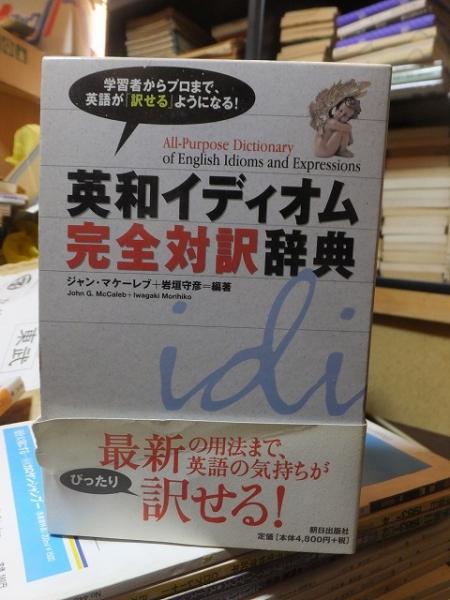 学習者からプロまで、
英語が「訳せる」ようになる!
All-Purpose Dictionary
of English Idioms and Expressions
英和イディオム
完全対訳辞典
ジャン・マケーレブ+岩垣守彦=編著
John G. McCaleb+Iwagaki Morihiko
idi
最新の用法まで、
英語の気持ちが
ぴったり
訳せる!
朝日出版社
定価[本体4,800円+税]
東武